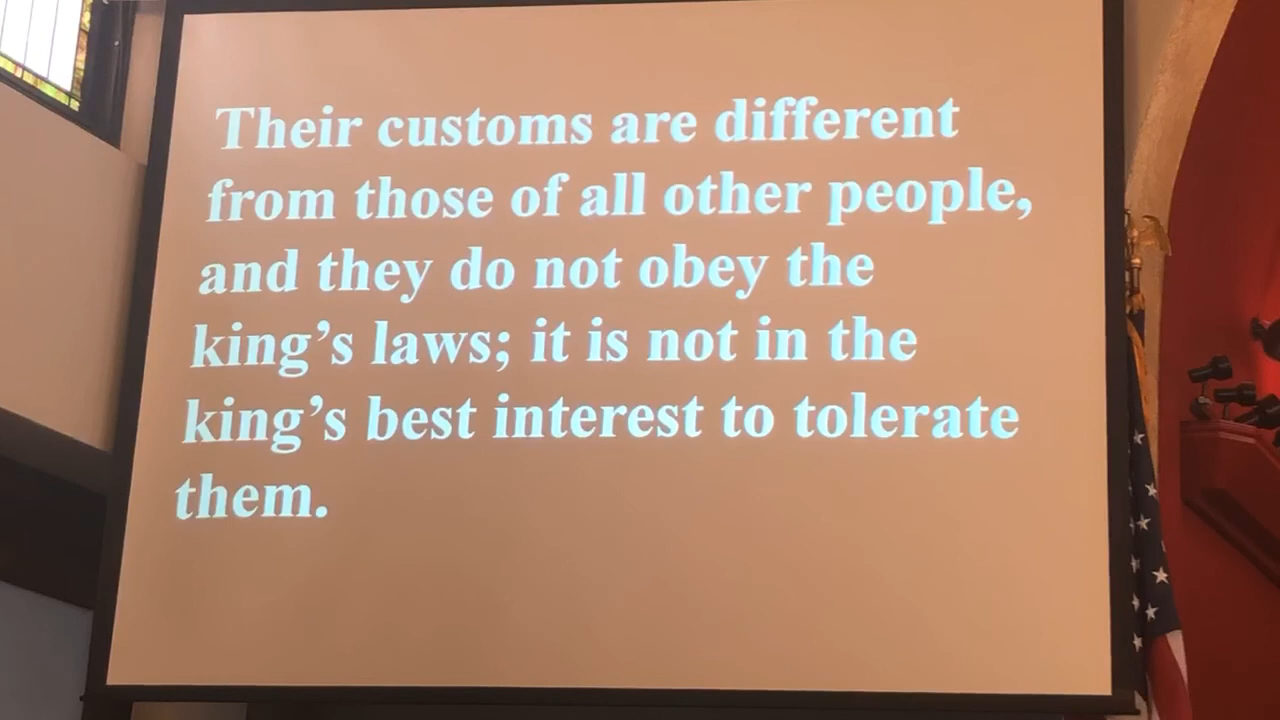 Their customs are different
from those of all other people,
and they do not obey the
king’s laws; it is not in the
king’s best interest to tolerate
them.